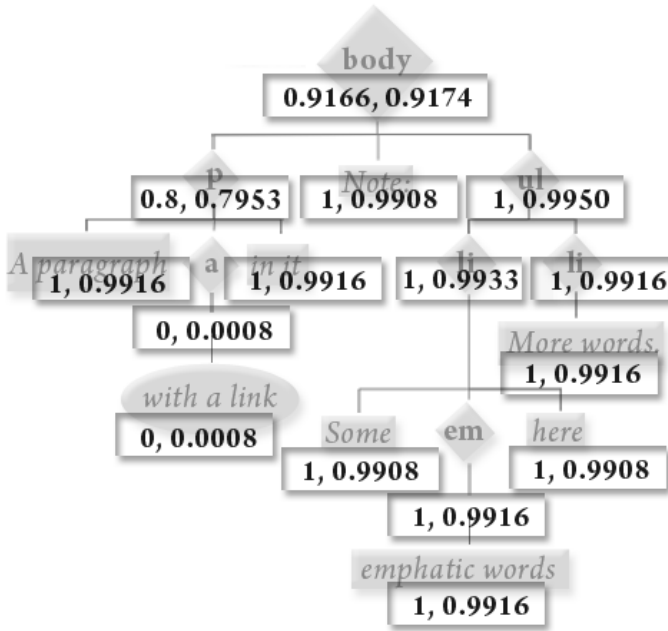 body
0.9166, 0.9174
p
Note:
ul
0.8, 0.7953
1, 0.9908
1, 0.9950
A paragraph
a
in it
li
li
1, 0.9916
1, 0.9916
1, 0.9933
1, 0.9916
0, 0.0008
More words.
1, 0.9916
with a link
0, 0.0008
Some
em
here
1, 0.9908
1, 0.9908
1, 0.9916
emphatic words
1, 0.9916